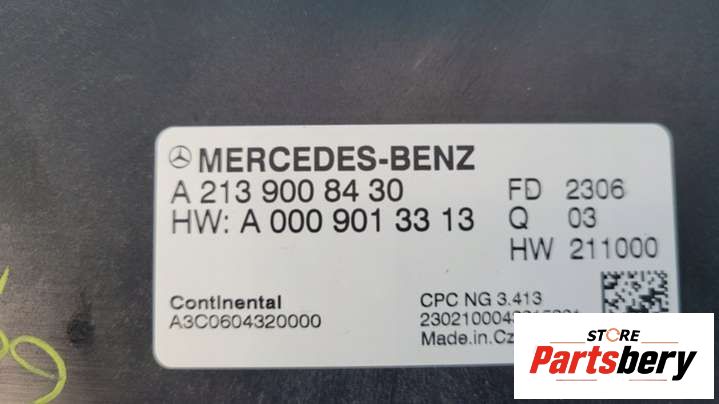 MERCEDES-BENZ
A 213 900 84 30
HW: A 000 901 33 13
FD 2306
Q 03
HW 211000
Continental
A3C0604320000
CPC NG 3.413
Made.in.Cz
STORE
Partsbery